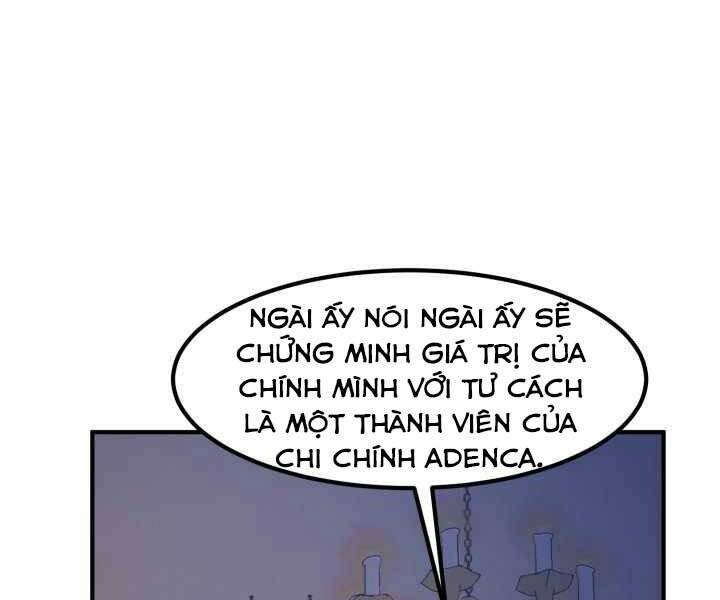 NGÀI ẤY NÓI NGÀI ẤY SẼ
CHỨNG MINH GIÁ TRỊ CỦA
CHÍNH MÌNH VỚI TƯ CÁCH
LÀ MỘT THÀNH VIÊN CỦA
CHI CHÍNH ADENCA.